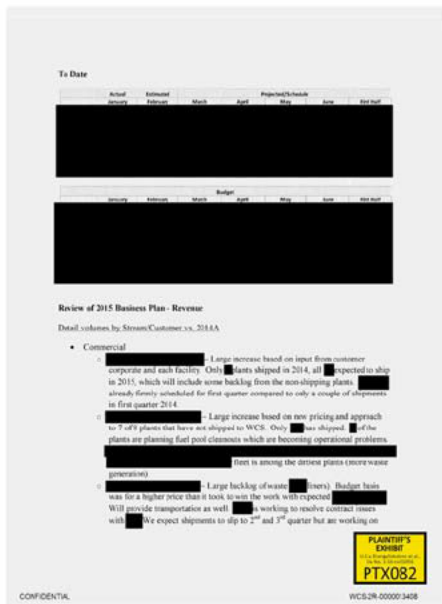 To Date
Actual Estimated Projected/Schedule
January February March April May June First Half
Budget
January February March April May June First Half
Review of 2015 Business Plan - Revenue
Detail volumes by Stream/Customer vs. 2014A
• Commercial
o – Large increase based on input from customer
corporate and each facility. Only plants shipped in 2014, all expected to ship
in 2015, which will include some backlog from the non-shipping plants.
already firmly scheduled for first quarter compared to only a couple of shipments
in first quarter 2014.
o – Large increase based on new pricing and approach
to 7 of 9 plants that have not shipped to WCS. Only has shipped. of the
plants are planning fuel pool cleanouts which are becoming operational problems.
fleet is among the dirtiest plants (more waste
generation)
o – Large backlog of waste liners). Budget basis
was for a higher price than it took to win the work with expected
Will provide transportation as well. is working to resolve contract issues
with We expect shipments to slip to 2nd and 3rd quarter but are working on
PLAINTIFF'S
EXHIBIT
PTX082
CONFIDENTIAL